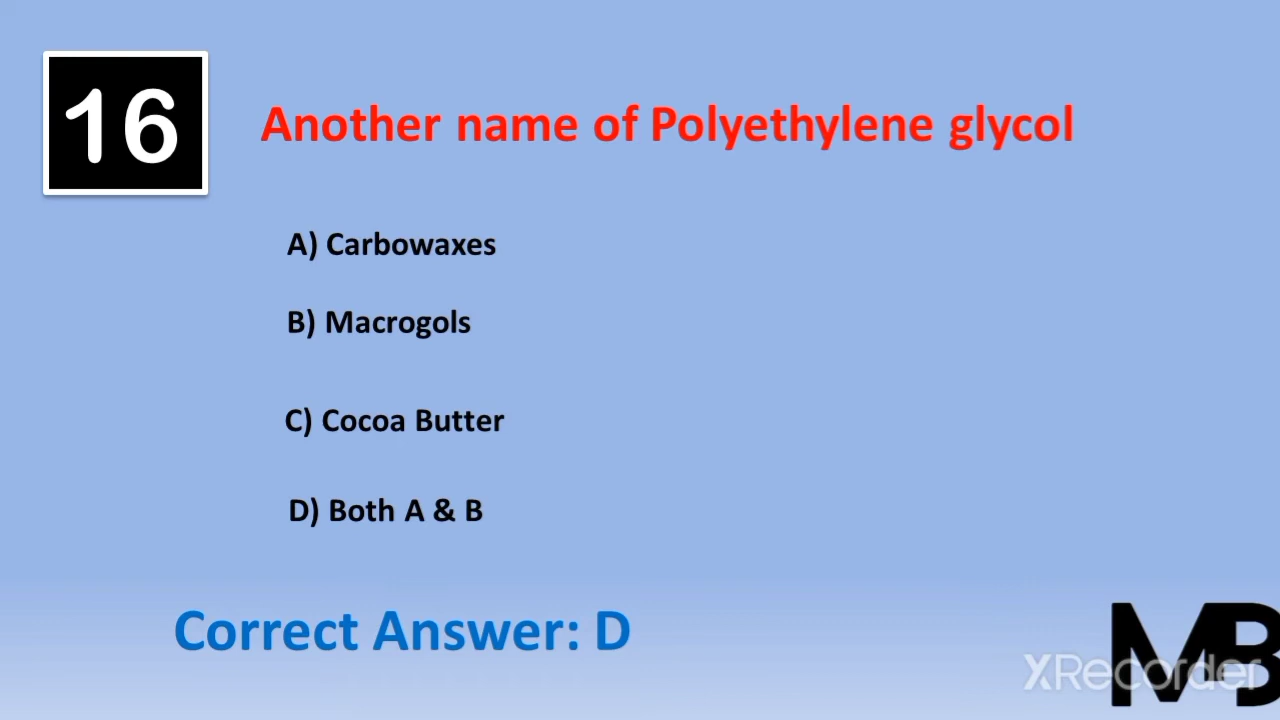 16
Another name of Polyethylene glycol
A) Carbowaxes
B) Macrogols
C) Cocoa Butter
D) Both A & B
Correct Answer: D
MB
XRecorder